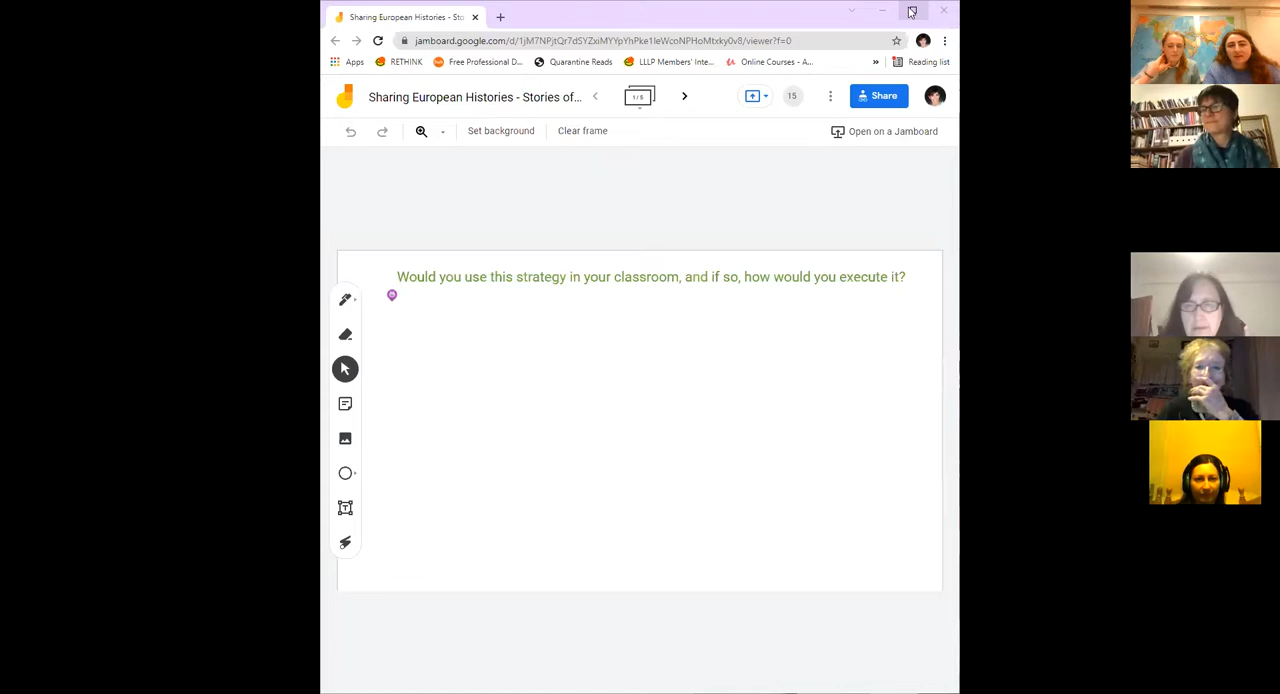 Sharing European Histories - Sto
jamboard.google.com/d/1jM7NPjtQr7dSYZxiMYYpYhPke1IeWcoNPHoMtxky0v8/viewer?f=0
Apps RETHINK Free Professional D... Quarantine Reads LLLP Members' Inte... Online Courses - A... » Reading list
Sharing European Histories - Stories of... 1/5 15 Share
Set background Clear frame Open on a Jamboard
Would you use this strategy in your classroom, and if so, how would you execute it?